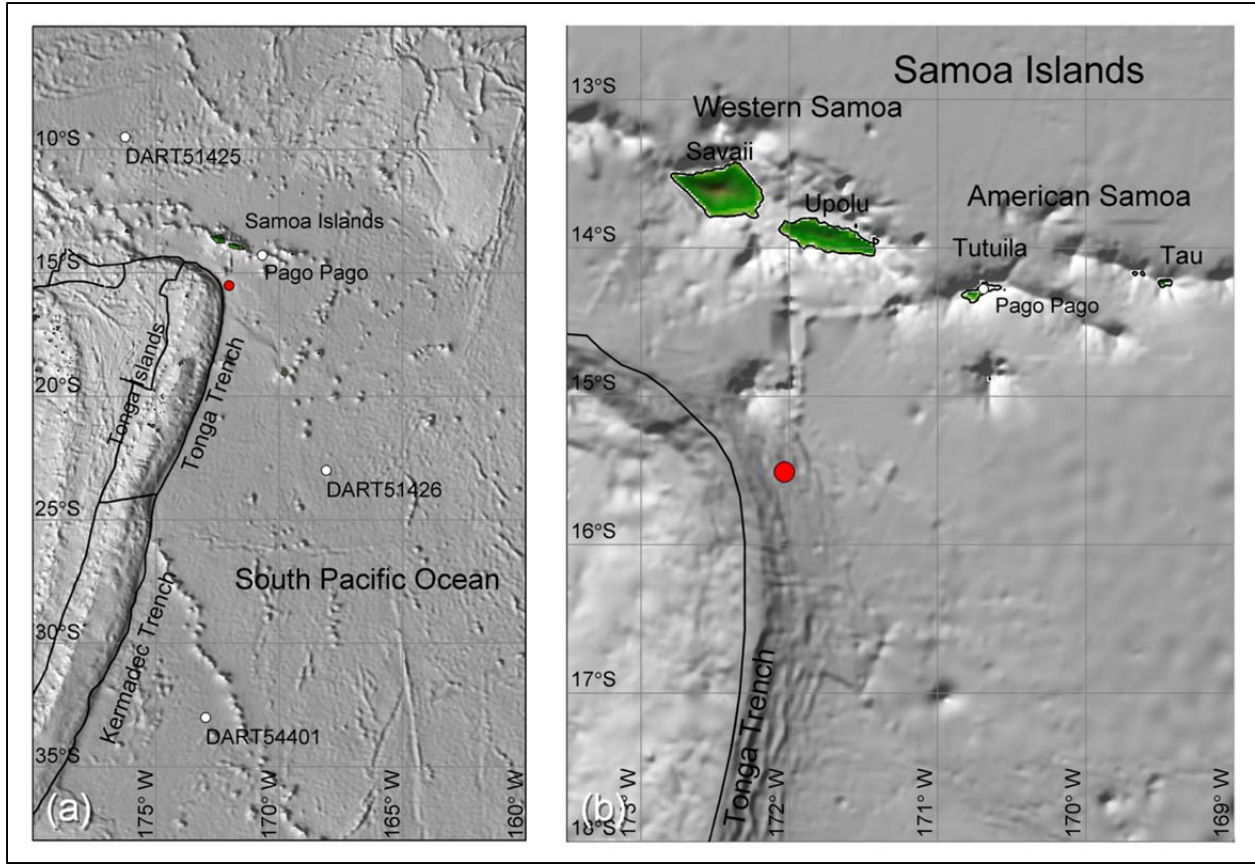 10°S
DART51425
Samoa Islands
15°S
Pago Pago
Tonga Islands
20°S
Tonga Trench
DART51426
25°S
South Pacific Ocean
30°S
Kermadec Trench
DART54401
35°S
(a)
175° W
170° W
165° W
160° W
Samoa Islands
13°S
Western Samoa
Savaii
American Samoa
Upolu
14°S
Tutuila
Tau
Pago Pago
15°S
16°S
17°S
Tonga Trench
18°S
(b)
173° W
172° W
171° W
170° W
169° W